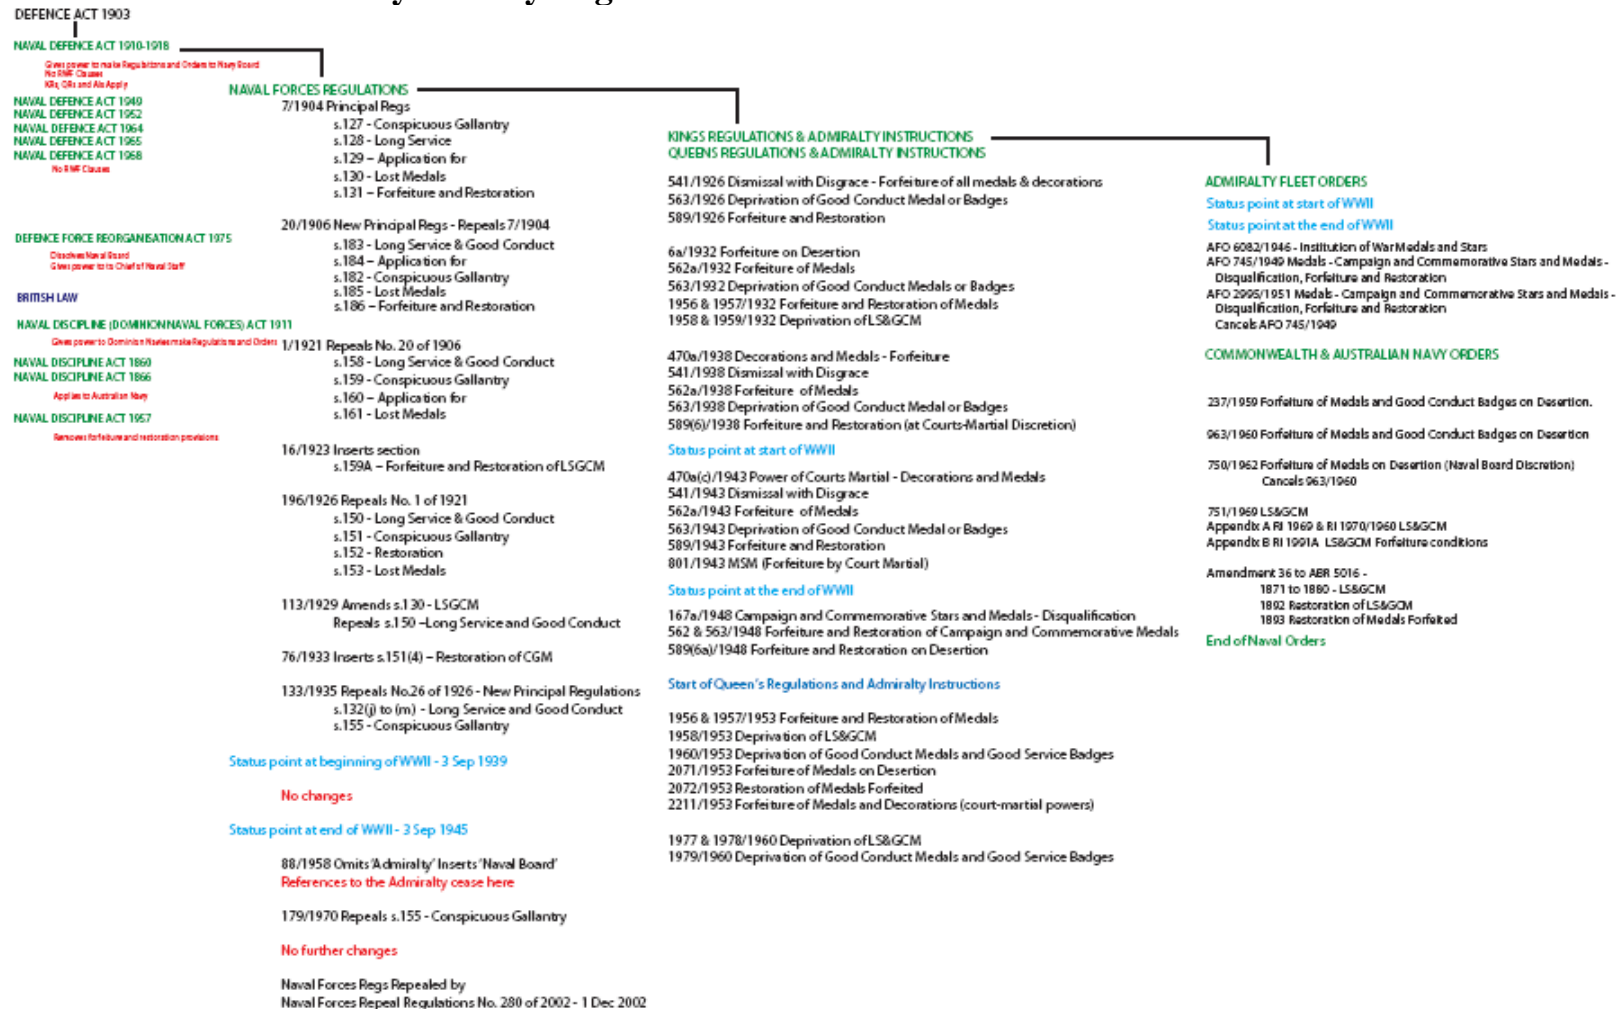 DEFENCE ACT 1903
NAVAL DEFENCE ACT 1910-1918
Gives power to make Regulations and Orders to Navy Board
No RWF Clauses
KRs, QRs and AIs Apply
NAVAL DEFENCE ACT 1949
NAVAL DEFENCE ACT 1952
NAVAL DEFENCE ACT 1964
NAVAL DEFENCE ACT 1965
NAVAL DEFENCE ACT 1968
No RWF Clauses
DEFENCE FORCE REORGANISATION ACT 1975
Dissolves Naval Board
Gives power to to Chief of Naval Staff
BRITISH LAW
NAVAL DISCIPLINE (DOMINION NAVAL FORCES) ACT 1911
Gives power to Dominion Navies make Regulations and Orders
NAVAL DISCIPLINE ACT 1860
NAVAL DISCIPLINE ACT 1866
Applies to Australian Navy
NAVAL DISCIPLINE ACT 1957
Removes forfeiture and restoration provisions
NAVAL FORCES REGULATIONS
7/1904 Principal Regs
s.127 - Conspicuous Gallantry
s.128 - Long Service
s.129 – Application for
s.130 - Lost Medals
s.131 – Forfeiture and Restoration
20/1906 New Principal Regs - Repeals 7/1904
s.183 - Long Service & Good Conduct
s.184 – Application for
s.182 - Conspicuous Gallantry
s.185 - Lost Medals
s.186 – Forfeiture and Restoration
1/1921 Repeals No. 20 of 1906
s.158 - Long Service & Good Conduct
s.159 - Conspicuous Gallantry
s.160 – Application for
s.161 - Lost Medals
16/1923 Inserts section
s.159A – Forfeiture and Restoration of LSGCM
196/1926 Repeals No. 1 of 1921
s.150 - Long Service & Good Conduct
s.151 - Conspicuous Gallantry
s.152 - Restoration
s.153 - Lost Medals
113/1929 Amends s.130 - LSGCM
Repeals s.150 –Long Service and Good Conduct
76/1933 Inserts s.151(4) – Restoration of CGM
133/1935 Repeals No.26 of 1926 - New Principal Regulations
s.132(j) to (m) - Long Service and Good Conduct
s.155 - Conspicuous Gallantry
Status point at beginning of WWII - 3 Sep 1939
No changes
Status point at end of WWII - 3 Sep 1945
88/1958 Omits 'Admiralty' Inserts 'Naval Board'
References to the Admiralty cease here
179/1970 Repeals s.155 - Conspicuous Gallantry
No further changes
Naval Forces Regs Repealed by
Naval Forces Repeal Regulations No. 280 of 2002 - 1 Dec 2002
KINGS REGULATIONS & ADMIRALTY INSTRUCTIONS
QUEENS REGULATIONS & ADMIRALTY INSTRUCTIONS
541/1926 Dismissal with Disgrace - Forfeiture of all medals & decorations
563/1926 Deprivation of Good Conduct Medal or Badges
589/1926 Forfeiture and Restoration
6a/1932 Forfeiture on Desertion
562a/1932 Forfeiture of Medals
563/1932 Deprivation of Good Conduct Medals or Badges
1956 & 1957/1932 Forfeiture and Restoration of Medals
1958 & 1959/1932 Deprivation of LS&GCM
470a/1938 Decorations and Medals - Forfeiture
541/1938 Dismissal with Disgrace
562a/1938 Forfeiture of Medals
563/1938 Deprivation of Good Conduct Medal or Badges
589(6)/1938 Forfeiture and Restoration (at Courts-Martial Discretion)
Status point at start of WWII
470a(c)/1943 Power of Courts Martial - Decorations and Medals
541/1943 Dismissal with Disgrace
562a/1943 Forfeiture of Medals
563/1943 Deprivation of Good Conduct Medal or Badges
589/1943 Forfeiture and Restoration
801/1943 MSM (Forfeiture by Court Martial)
Status point at the end of WWII
167a/1948 Campaign and Commemorative Stars and Medals - Disqualification
562 & 563/1948 Forfeiture and Restoration of Campaign and Commemorative Medals
589(6a)/1948 Forfeiture and Restoration on Desertion
Start of Queen's Regulations and Admiralty Instructions
1956 & 1957/1953 Forfeiture and Restoration of Medals
1958/1953 Deprivation of LS&GCM
1960/1953 Deprivation of Good Conduct Medals and Good Service Badges
2071/1953 Forfeiture of Medals on Desertion
2072/1953 Restoration of Medals Forfeited
2211/1953 Forfeiture of Medals and Decorations (court-martial powers)
1977 & 1978/1960 Deprivation of LS&GCM
1979/1960 Deprivation of Good Conduct Medals and Good Service Badges
ADMIRALTY FLEET ORDERS
Status point at start of WWII
Status point at the end of WWII
AFO 6082/1946 - Institution of War Medals and Stars
AFO 745/1949 Medals - Campaign and Commemorative Stars and Medals -
Disqualification, Forfeiture and Restoration
AFO 2995/1951 Medals - Campaign and Commemorative Stars and Medals -
Disqualification, Forfeiture and Restoration
Cancels AFO 745/1949
COMMONWEALTH & AUSTRALIAN NAVY ORDERS
237/1959 Forfeiture of Medals and Good Conduct Badges on Desertion.
963/1960 Forfeiture of Medals and Good Conduct Badges on Desertion
750/1962 Forfeiture of Medals on Desertion (Naval Board Discretion)
Cancels 963/1960
751/1969 LS&GCM
Appendix A RI 1969 & RI 1970/1960 LS&GCM
Appendix B RI 1991A LS&GCM Forfeiture conditions
Amendment 36 to ABR 5016 -
1871 to 1880 - LS&GCM
1892 Restoration of LS&GCM
1893 Restoration of Medals Forfeited
End of Naval Orders